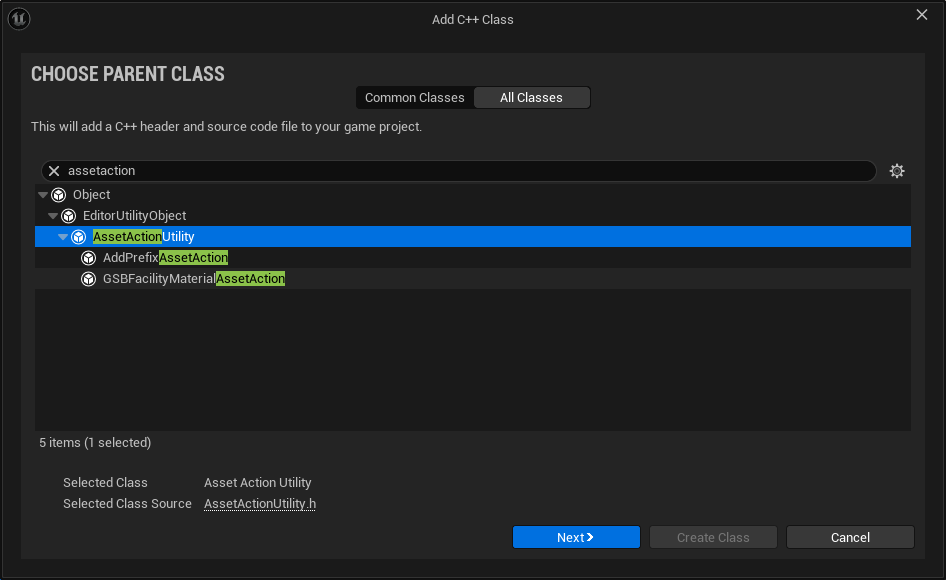 Add C++ Class
CHOOSE PARENT CLASS
Common Classes All Classes
This will add a C++ header and source code file to your game project.
assetaction
Object
EditorUtilityObject
AssetActionUtility
AddPrefixAssetAction
GSBFacilityMaterialAssetAction
5 items (1 selected)
Selected Class Asset Action Utility
Selected Class Source AssetActionUtility.h
Next Create Class Cancel